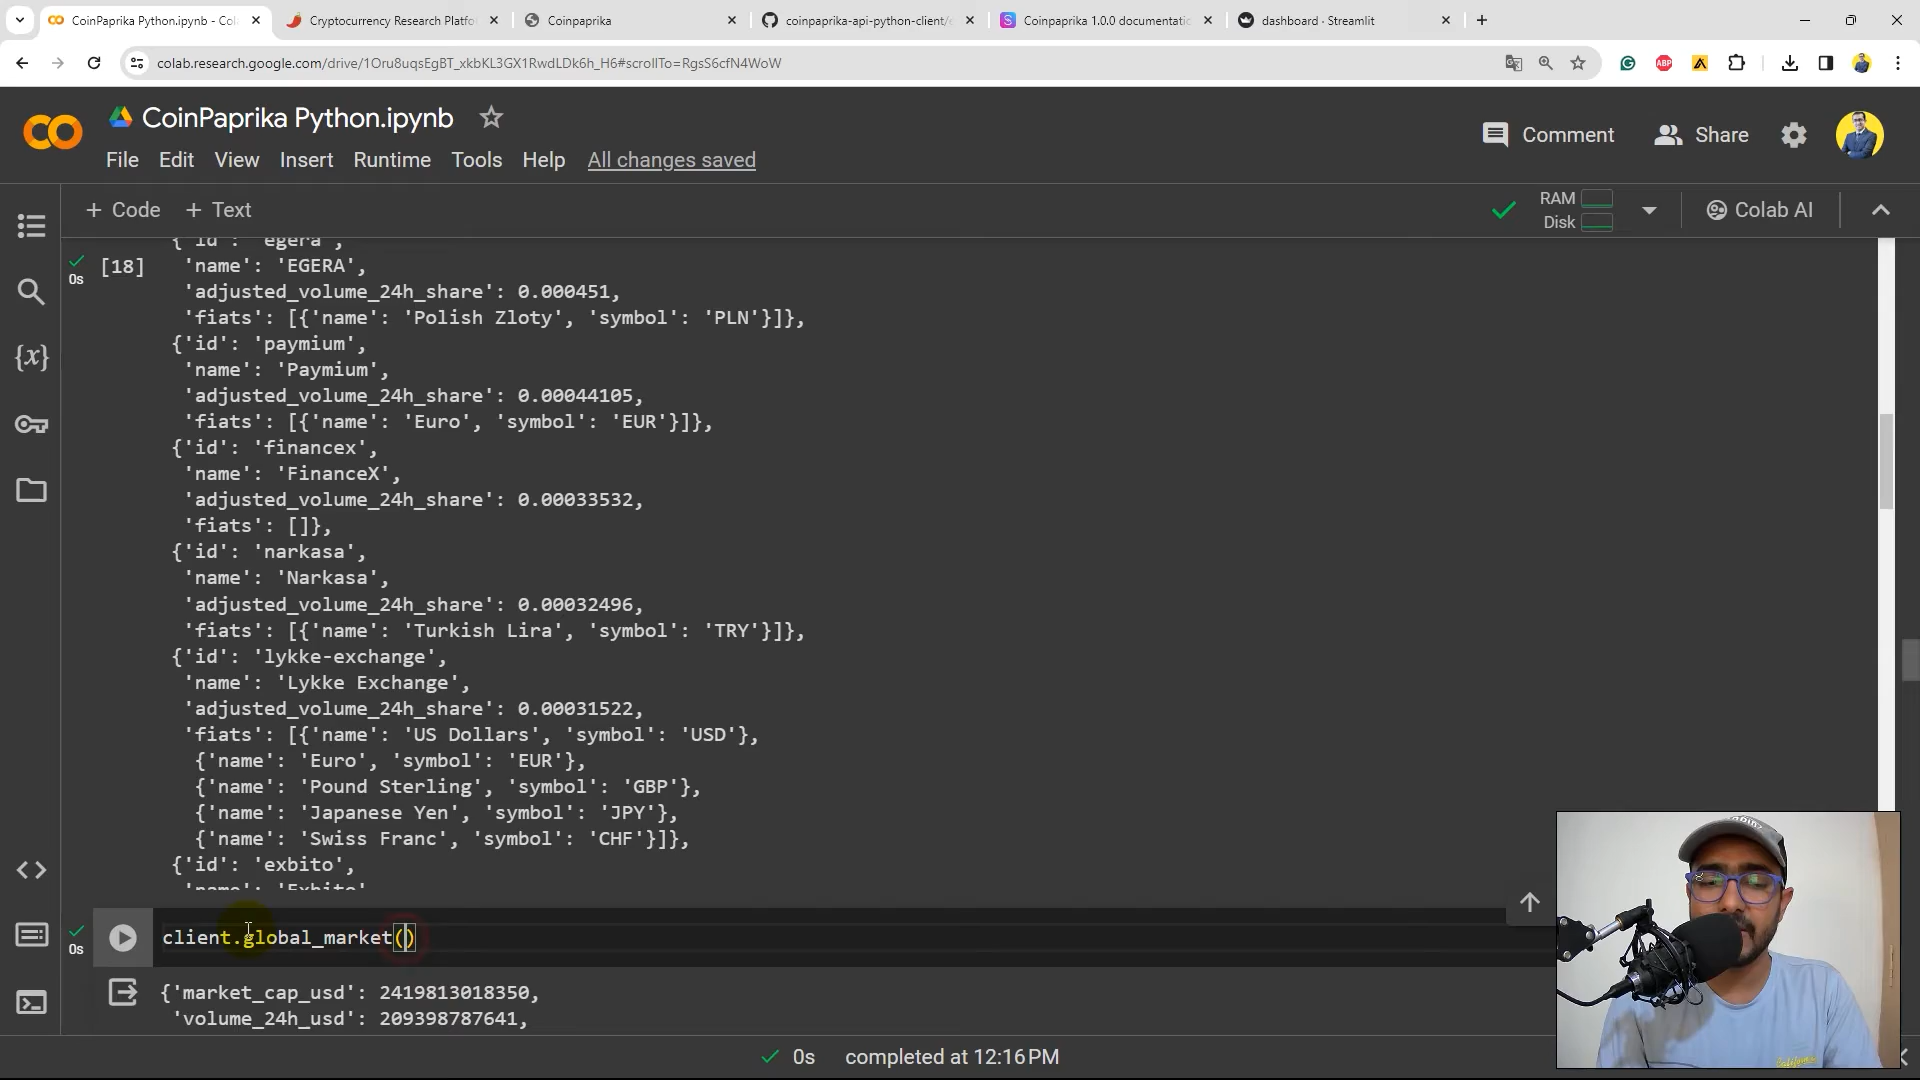 CoinPaprika Python.ipynb - Col
Cryptocurrency Research Platfo
Coinpaprika
coinpaprika-api-python-client/e
Coinpaprika 1.0.0 documentatio
dashboard · Streamlit
colab.research.google.com/drive/1Oru8uqsEgBT_xkbKL3GX1RwdLDk6h_H6#scrollTo=RgsS6cfN4WoW
CoinPaprika Python.ipynb
Comment
Share
File Edit View Insert Runtime Tools Help All changes saved
+ Code + Text
RAM
Disk
Colab AI
{'id': 'egera',
[18]
0s
'name': 'EGERA',
'adjusted_volume_24h_share': 0.000451,
'fiats': [{'name': 'Polish Zloty', 'symbol': 'PLN'}]},
{'id': 'paymium',
'name': 'Paymium',
'adjusted_volume_24h_share': 0.00044105,
'fiats': [{'name': 'Euro', 'symbol': 'EUR'}]},
{'id': 'financex',
'name': 'FinanceX',
'adjusted_volume_24h_share': 0.00033532,
'fiats': []},
{'id': 'narkasa',
'name': 'Narkasa',
'adjusted_volume_24h_share': 0.00032496,
'fiats': [{'name': 'Turkish Lira', 'symbol': 'TRY'}]},
{'id': 'lykke-exchange',
'name': 'Lykke Exchange',
'adjusted_volume_24h_share': 0.00031522,
'fiats': [{'name': 'US Dollars', 'symbol': 'USD'},
{'name': 'Euro', 'symbol': 'EUR'},
{'name': 'Pound Sterling', 'symbol': 'GBP'},
{'name': 'Japanese Yen', 'symbol': 'JPY'},
{'name': 'Swiss Franc', 'symbol': 'CHF'}]},
{'id': 'exbito',
'name': 'Exbito'
0s
client.global_market()
{'market_cap_usd': 2419813018350,
'volume_24h_usd': 209398787641,
0s completed at 12:16 PM